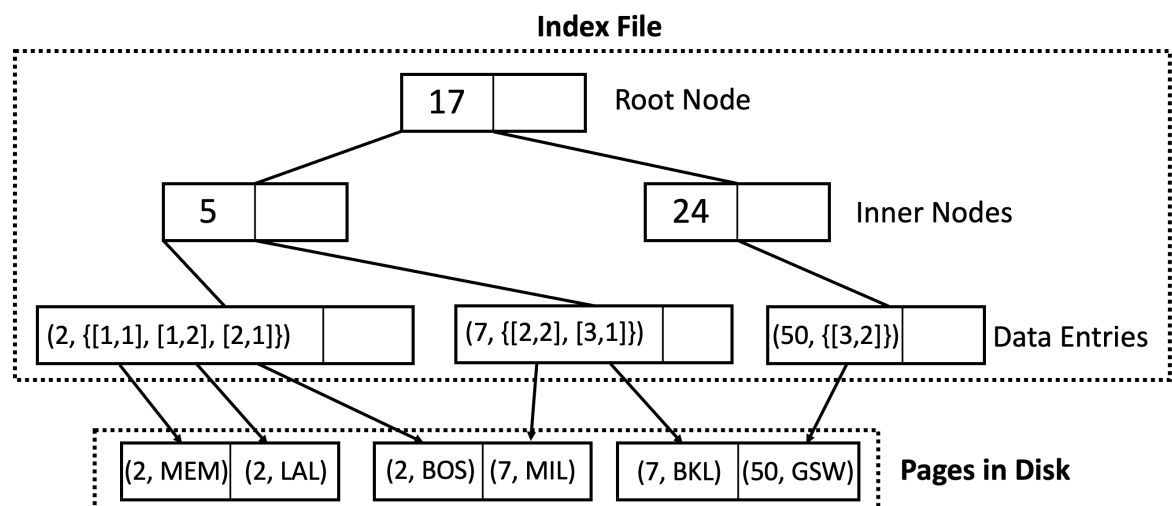 Index File
17
Root Node
5
24
Inner Nodes
(2, {[1,1], [1,2], [2,1]})
(7, {[2,2], [3,1]})
(50, {[3,2]})
Data Entries
(2, MEM)
(2, LAL)
(2, BOS)
(7, MIL)
(7, BKL)
(50, GSW)
Pages in Disk